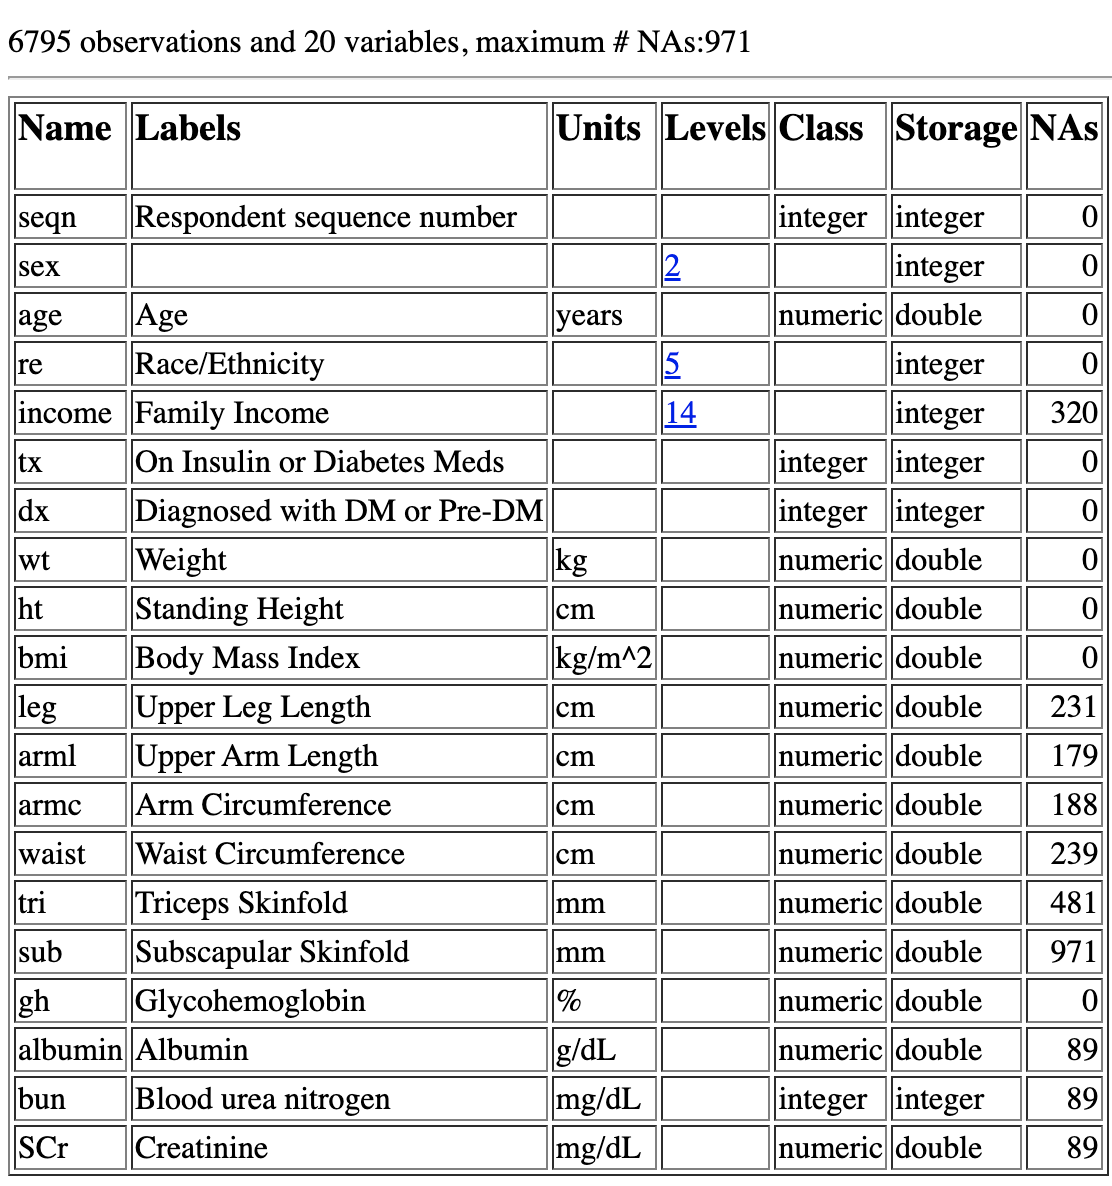 6795 observations and 20 variables, maximum # NAs:971
Name Labels Units Levels Class Storage NAs
seqn Respondent sequence number integer integer 0
sex 2 integer 0
age Age years numeric double 0
re Race/Ethnicity 5 integer 0
income Family Income 14 integer 320
tx On Insulin or Diabetes Meds integer integer 0
dx Diagnosed with DM or Pre-DM integer integer 0
wt Weight kg numeric double 0
ht Standing Height cm numeric double 0
bmi Body Mass Index kg/m^2 numeric double 0
leg Upper Leg Length cm numeric double 231
arml Upper Arm Length cm numeric double 179
armc Arm Circumference cm numeric double 188
waist Waist Circumference cm numeric double 239
tri Triceps Skinfold mm numeric double 481
sub Subscapular Skinfold mm numeric double 971
gh Glycohemoglobin % numeric double 0
albumin Albumin g/dL numeric double 89
bun Blood urea nitrogen mg/dL integer integer 89
SCr Creatinine mg/dL numeric double 89